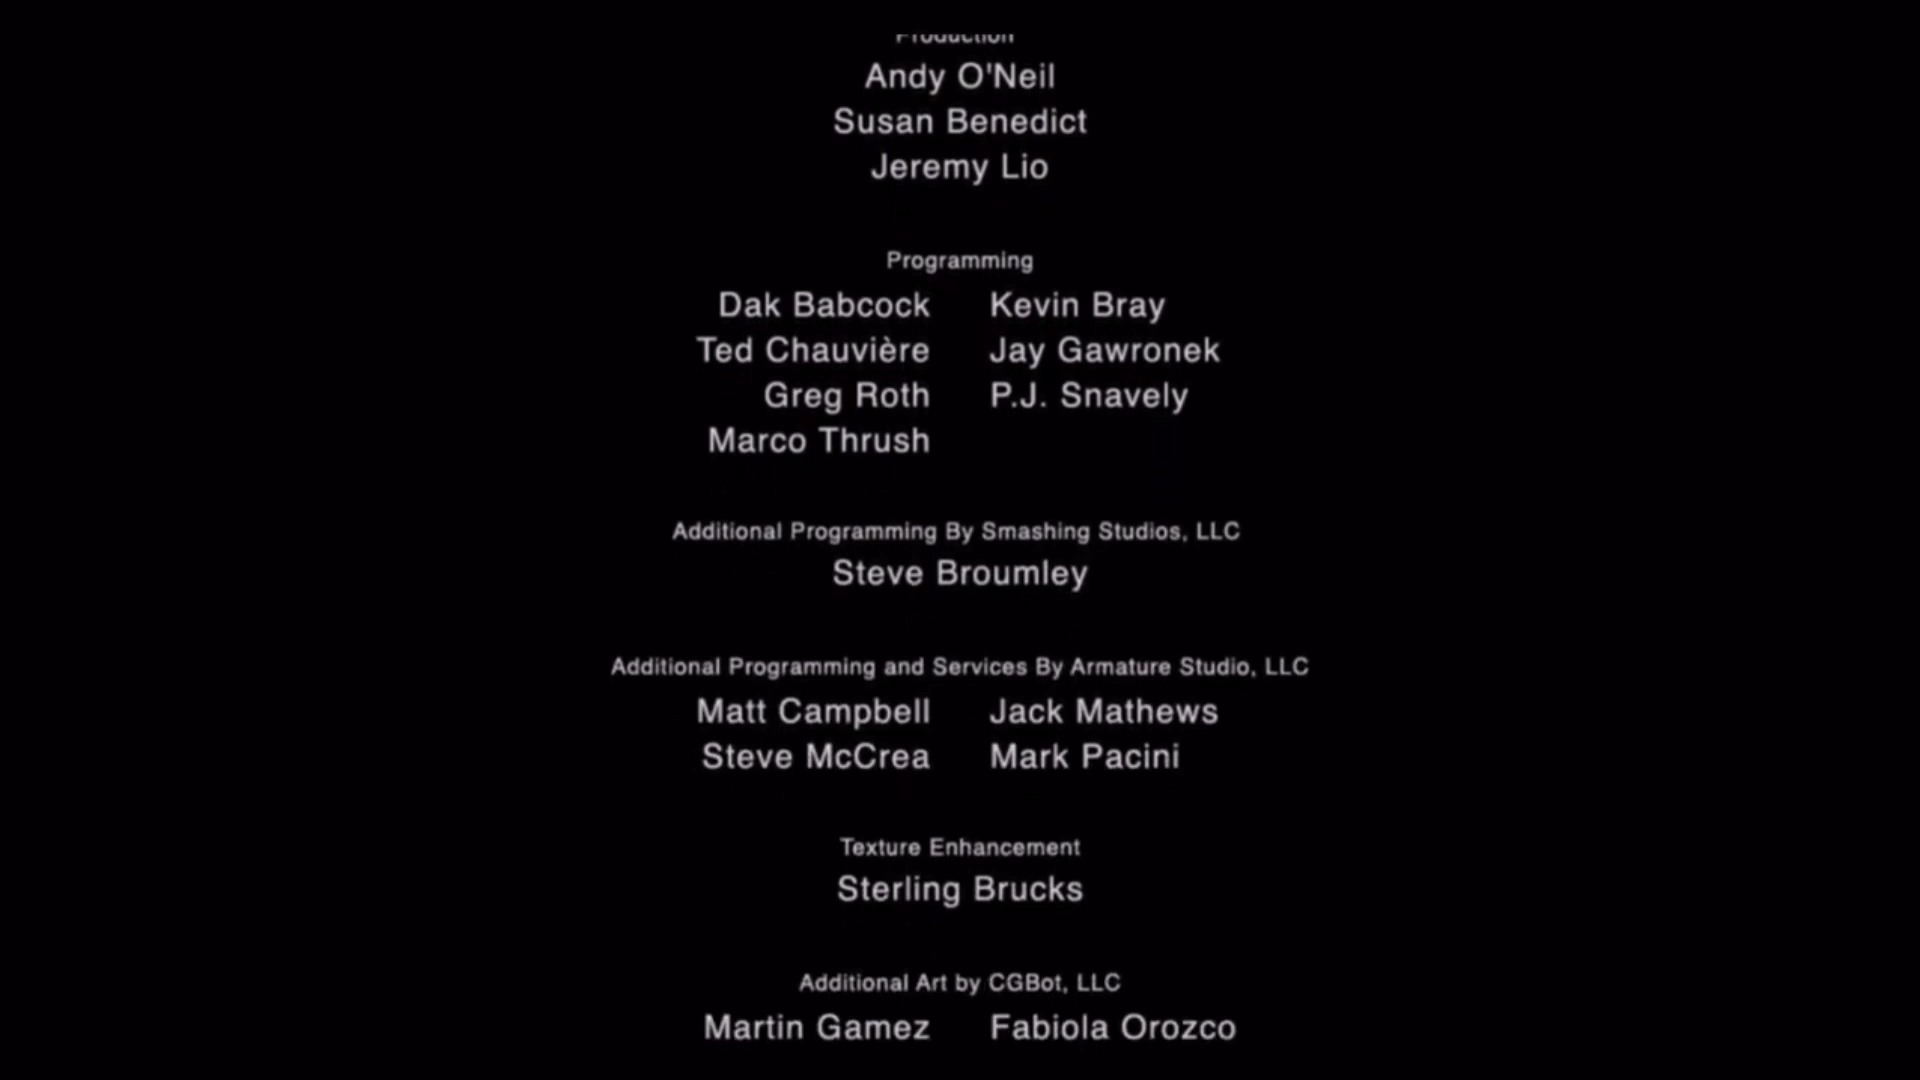 Production
Andy O'Neil
Susan Benedict
Jeremy Lio
Programming
Dak Babcock Kevin Bray
Ted Chauvière Jay Gawronek
Greg Roth P.J. Snavely
Marco Thrush
Additional Programming By Smashing Studios, LLC
Steve Broumley
Additional Programming and Services By Armature Studio, LLC
Matt Campbell Jack Mathews
Steve McCrea Mark Pacini
Texture Enhancement
Sterling Brucks
Additional Art by CGBot, LLC
Martin Gamez Fabiola Orozco